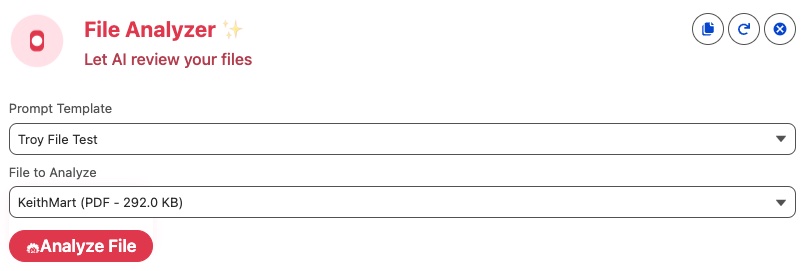 File Analyzer ✨
Let AI review your files
Prompt Template
Troy File Test
File to Analyze
KeithMart (PDF - 292.0 KB)
Analyze File